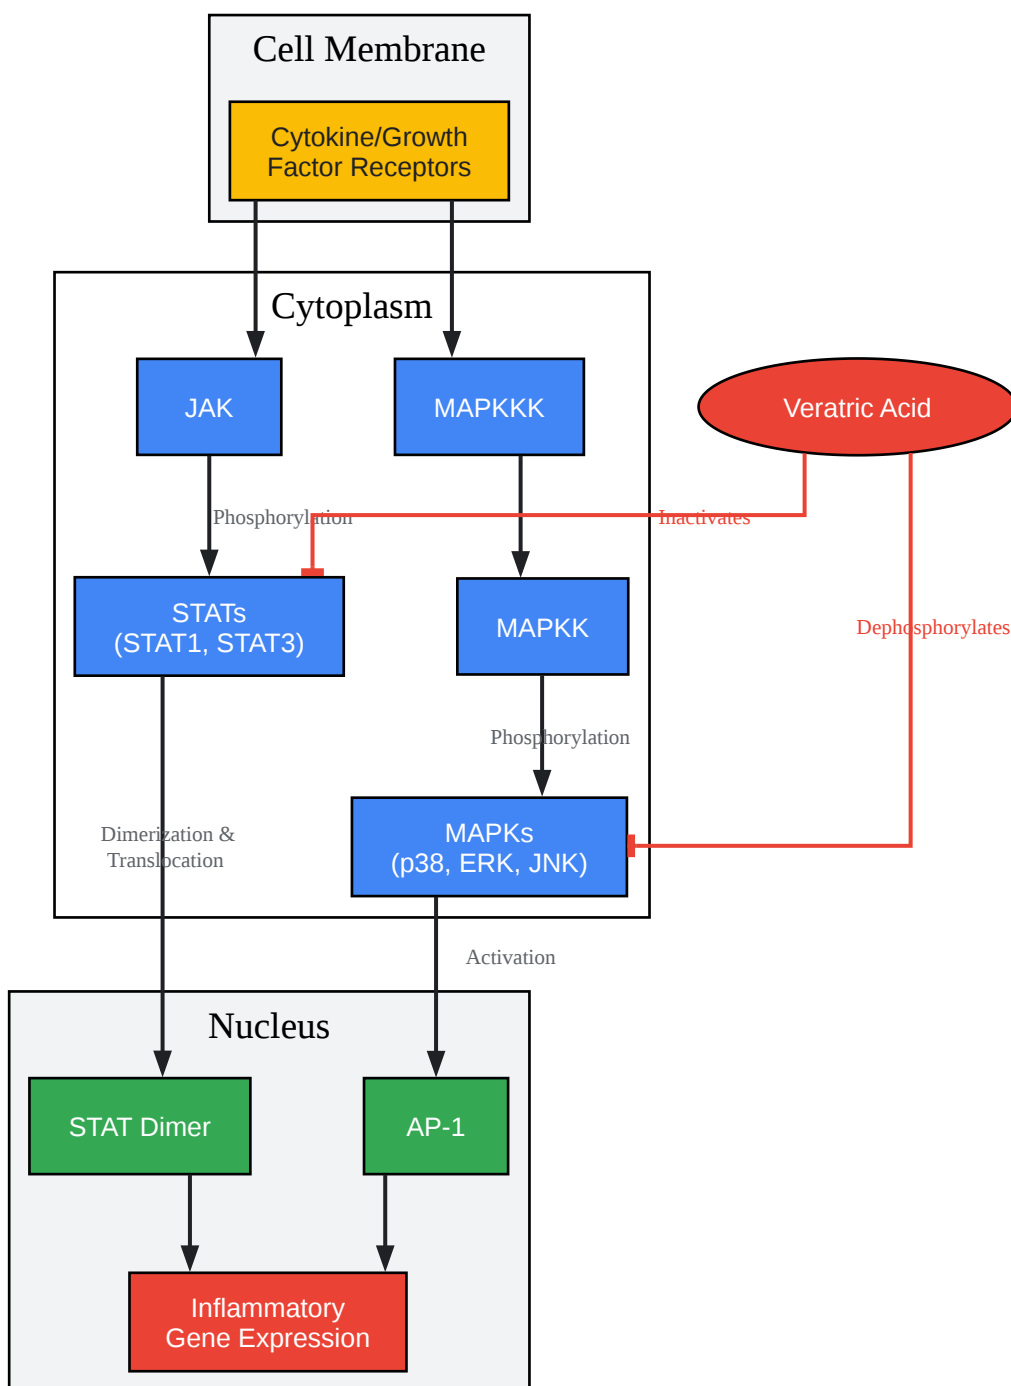 Cell Membrane
Cytokine/Growth
Factor Receptors
Cytoplasm
JAK
MAPKKK
Veratric Acid
Phosphorylation
Inactivates
STATs
(STAT1, STAT3)
MAPKK
Dephosphorylates
Phosphorylation
Dimerization &
Translocation
MAPKs
(p38, ERK, JNK)
Activation
Nucleus
STAT Dimer
AP-1
Inflammatory
Gene Expression